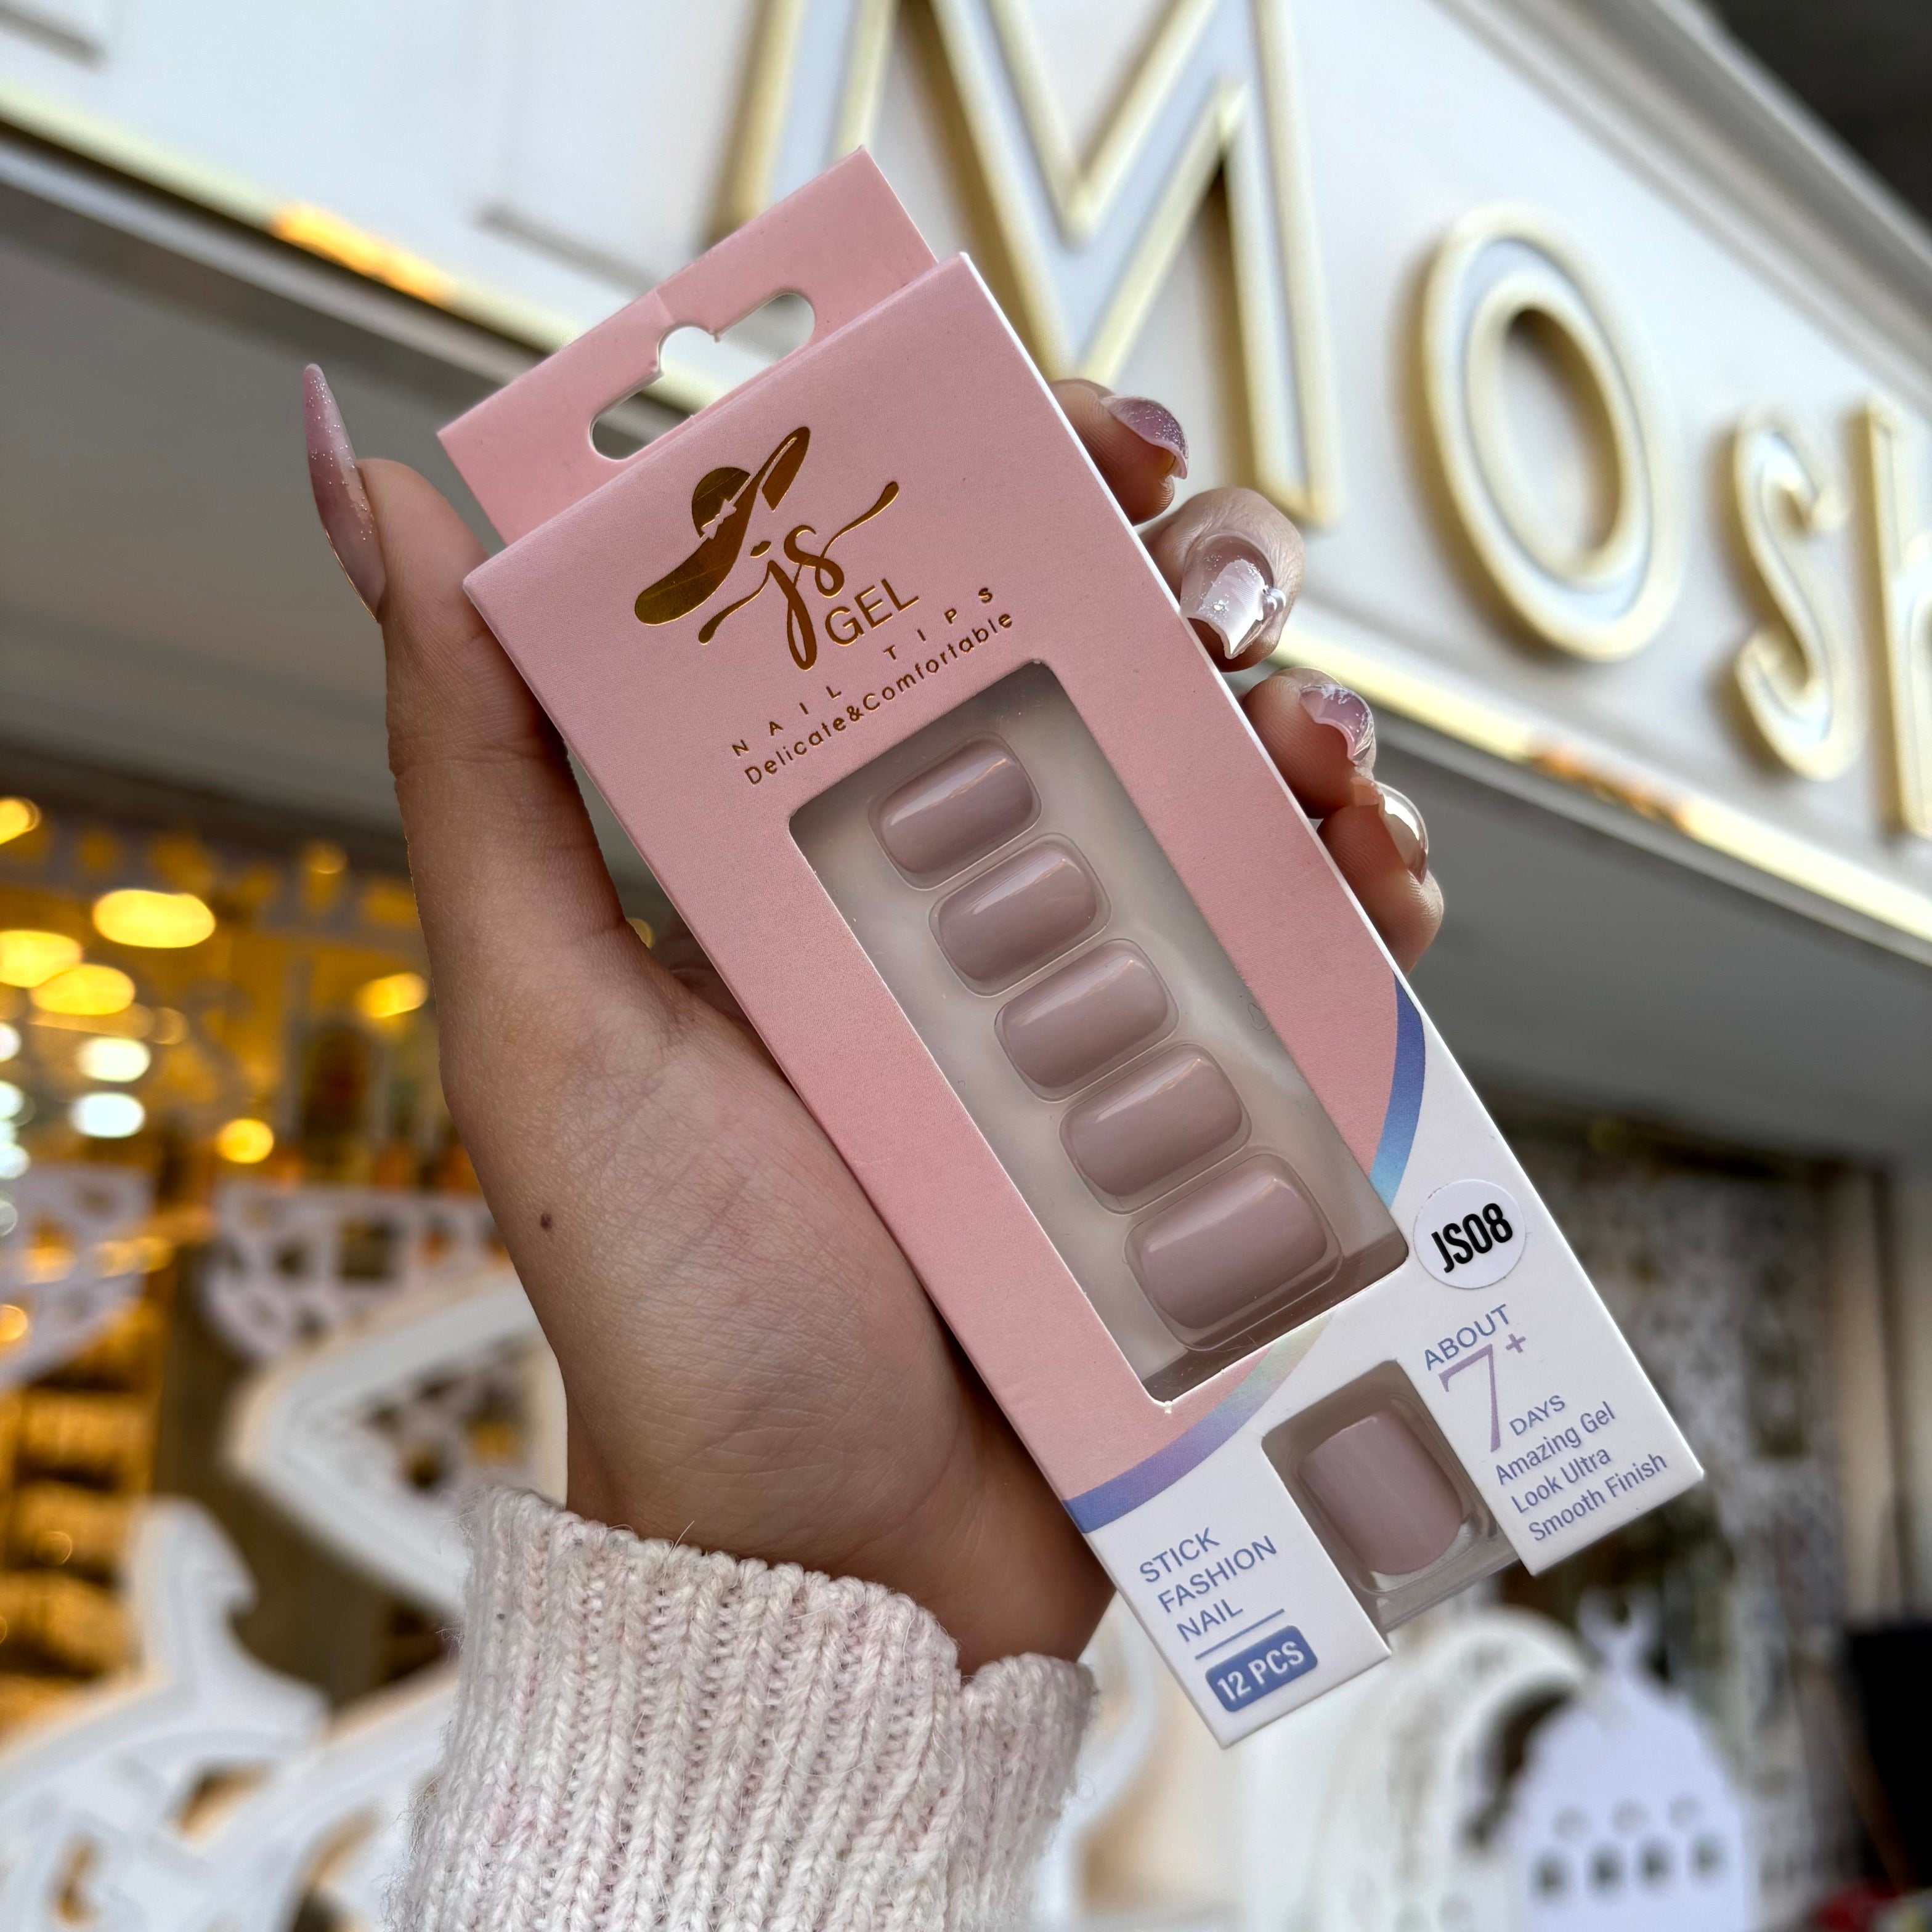 Mosh
js
GEL
NAIL TIPS
Delicate&Comfortable
JS08
ABOUT
7+
DAYS
Amazing Gel
Look Ultra
Smooth Finish
STICK
FASHION
NAIL
12 PCS